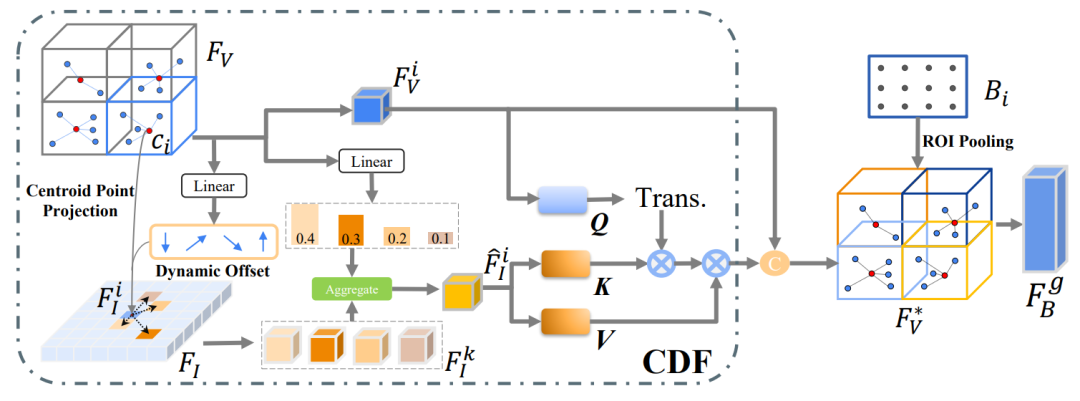 F_V
c_i
Centroid Point
Projection
Linear
Dynamic Offset
F_I^i
F_I
F_V^i
Linear
0.4
0.3
0.2
0.1
Aggregate
F_I^k
F̂_I^i
Q
K
V
Trans.
C
CDF
B_i
ROI Pooling
F_V^*
F_B^g